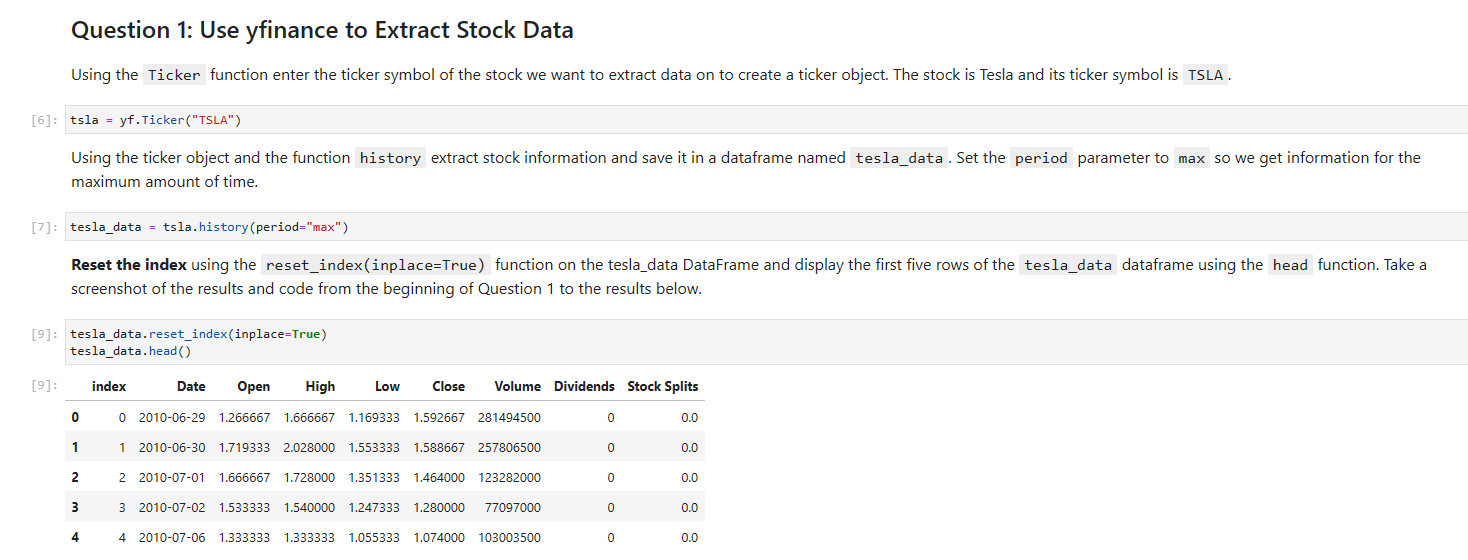 Question 1: Use yfinance to Extract Stock Data
Using the Ticker function enter the ticker symbol of the stock we want to extract data on to create a ticker object. The stock is Tesla and its ticker symbol is TSLA.
[6]: tsla = yf.Ticker("TSLA")
Using the ticker object and the function history extract stock information and save it in a dataframe named tesla_data. Set the period parameter to max so we get information for the
maximum amount of time.
[7]: tesla_data = tsla.history(period="max")
Reset the index using the reset_index(inplace=True) function on the tesla_data DataFrame and display the first five rows of the tesla_data dataframe using the head function. Take a
screenshot of the results and code from the beginning of Question 1 to the results below.
[9]: tesla_data.reset_index(inplace=True)
tesla_data.head()
[9]: index Date Open High Low Close Volume Dividends Stock Splits
0 0 2010-06-29 1.266667 1.666667 1.169333 1.592667 281494500 0 0.0
1 1 2010-06-30 1.719333 2.028000 1.553333 1.588667 257806500 0 0.0
2 2 2010-07-01 1.666667 1.728000 1.351333 1.464000 123282000 0 0.0
3 3 2010-07-02 1.533333 1.540000 1.247333 1.280000 77097000 0 0.0
4 4 2010-07-06 1.333333 1.333333 1.055333 1.074000 103003500 0 0.0